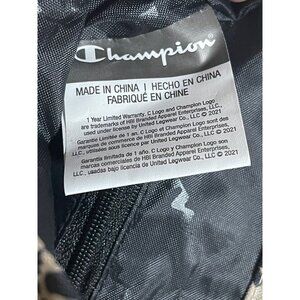 Champion
MADE IN CHINA | HECHO EN CHINA
FABRIQUÉ EN CHINE
1 Year Limited Warranty. C Logo and Champion Logo
are trademarks of HBI Branded Apparel Enterprises,
LLC, used under license by United Legwear Co., LLC © 2021
Garantie Limitée de 1 an. C logo et Champion Logo sont
marques de commerce de HBI Branded Apparel Enterprises,
LLC, utilisées sous licence par United Legwear Co., LLC © 2021
Garantía limitada de 1 año. C Logo y Champion Logo son
marcas comerciales de HBI Branded Apparel Enterprises,
LLC, usadas bajo licencia de United Legwear Co., LLC © 2021